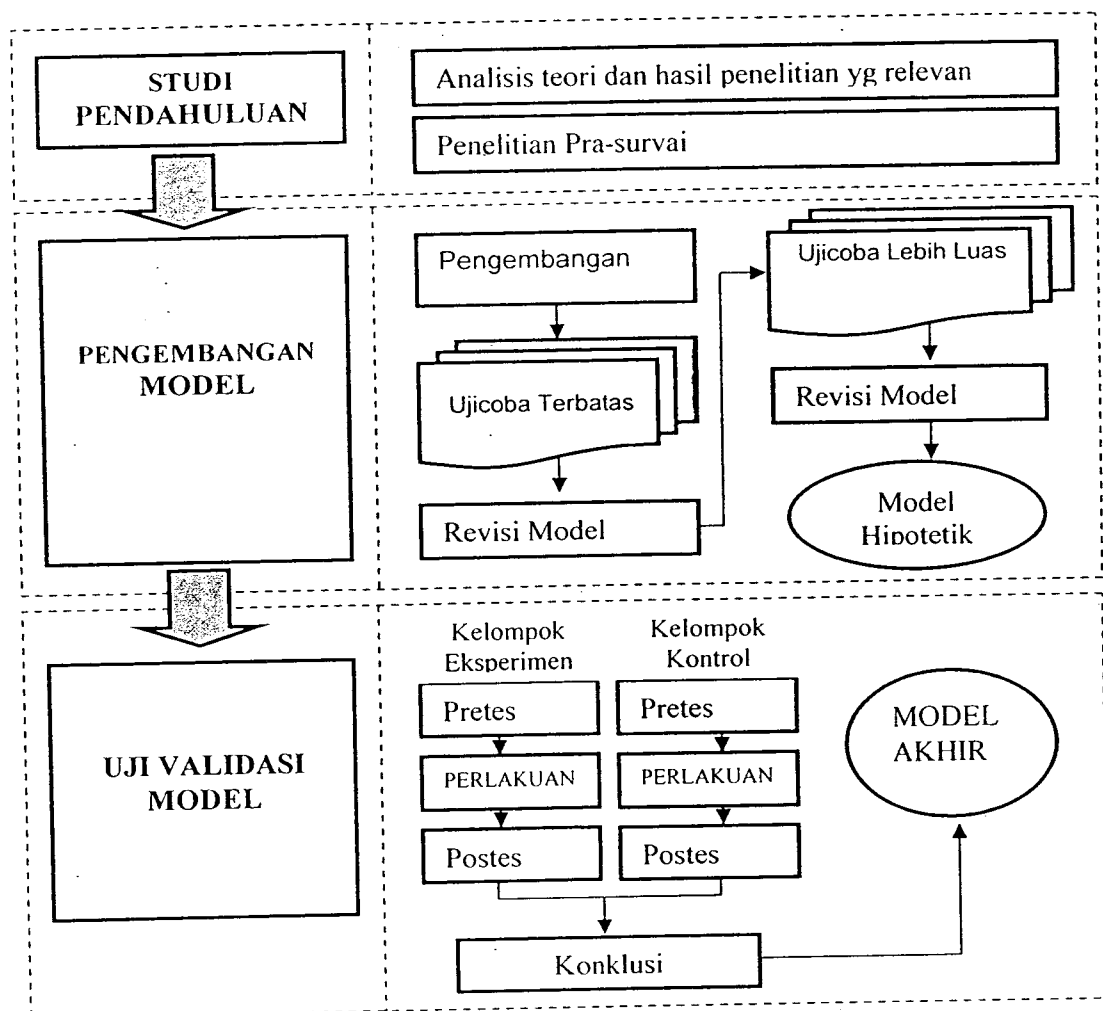 STUDI
PENDAHULUAN
Analisis teori dan hasil penelitian yg relevan
Penelitian Pra-survai
PENGEMBANGAN
MODEL
Pengembangan
Ujicoba Terbatas
Revisi Model
Ujicoba Lebih Luas
Revisi Model
Model
Hipotetik
UJI VALIDASI
MODEL
Kelompok
Eksperimen
Pretes
PERLAKUAN
Postes
Kelompok
Kontrol
Pretes
PERLAKUAN
Postes
Konklusi
MODEL
AKHIR